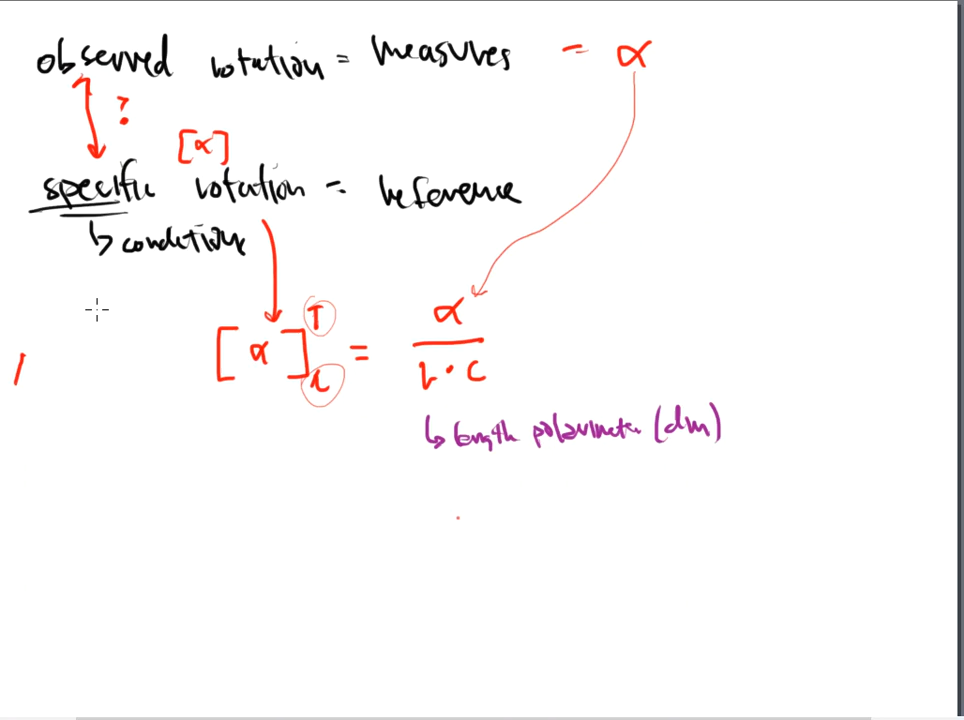 observed rotation = measures = α
?
[α]
specific rotation = reference
↳ conditions
[α]
T
λ
= α / L · C
↳ length polarimeter (dm)